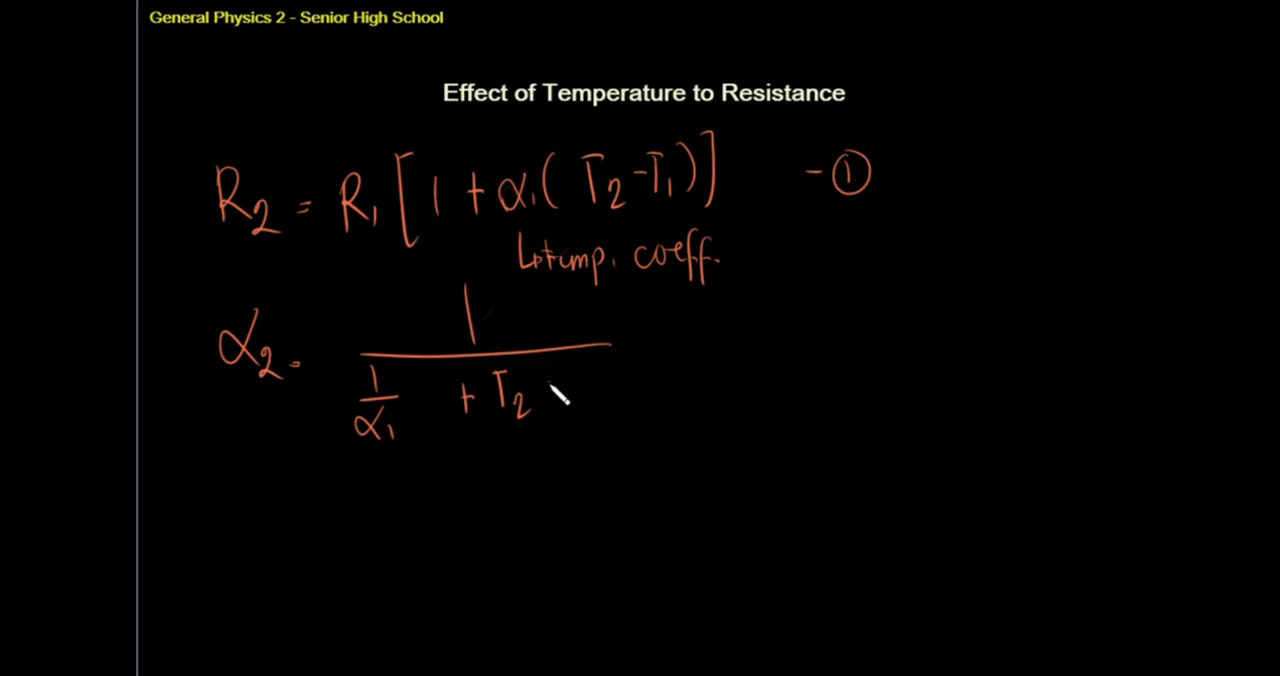 General Physics 2 - Senior High School
Effect of Temperature to Resistance
R₂ = R₁ [1 + α₁(T₂-T₁)] - ①
↳ temp. coeff.
α₂ = 1 / (1/α₁ + T₂